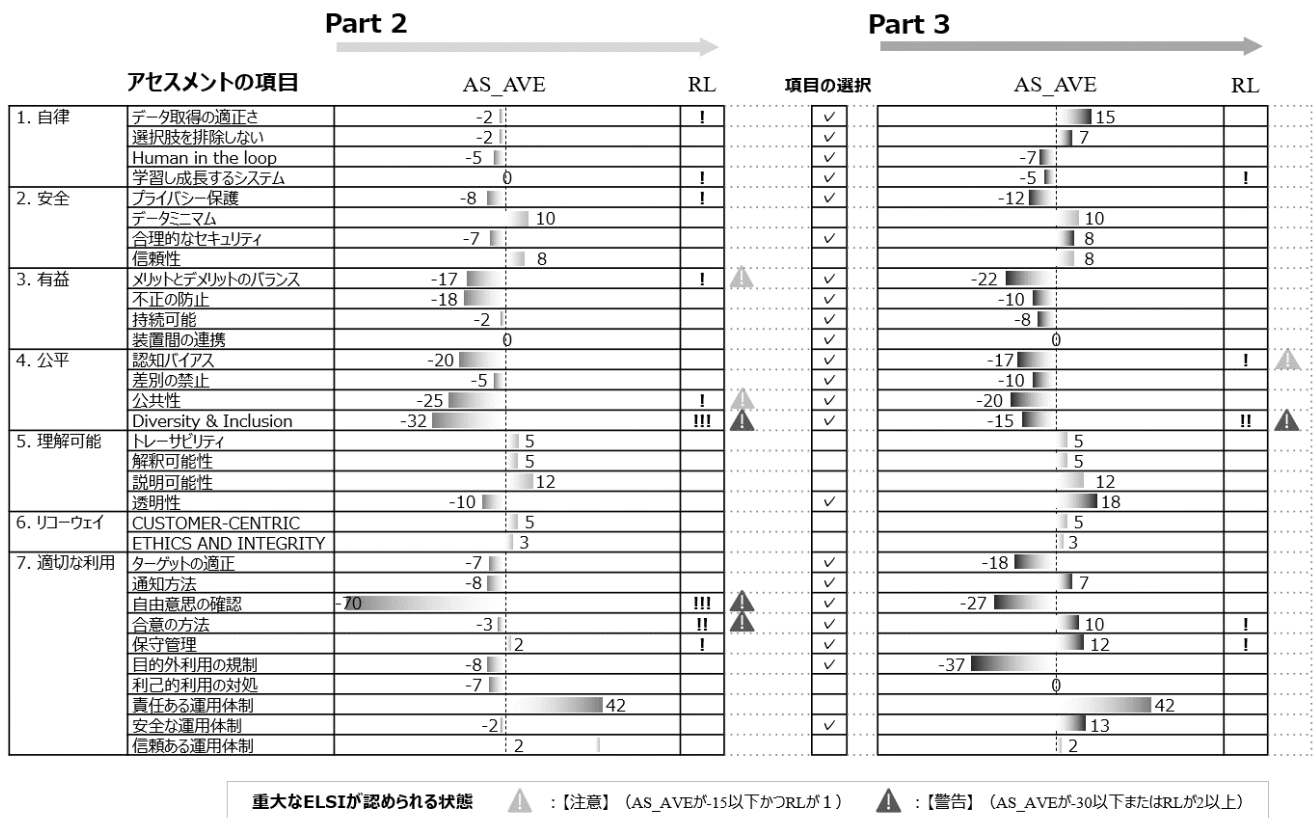 Part 2 Part 3
アセスメントの項目 AS_AVE RL 項目の選択 AS_AVE RL
1. 自律 データ取得の適正さ -2 ! ✓ 15
選択肢を排除しない -2 ✓ 7
Human in the loop -5 ✓ -7
学習し成長するシステム 0 ! ✓ -5 !
2. 安全 プライバシー保護 -8 ! ✓ -12
データミニマム 10 10
合理的なセキュリティ -7 ✓ 8
信頼性 8 8
3. 有益 メリットとデメリットのバランス -17 ! ! ✓ -22
不正の防止 -18 ✓ -10
持続可能 -2 ✓ -8
装置間の連携 0 ✓ 0
4. 公平 認知バイアス -20 ✓ -17 ! !
差別の禁止 -5 ✓ -10
公共性 -25 ! ! ✓ -20
Diversity & Inclusion -32 !!! ! ✓ -15 !! !
5. 理解可能 トレーサビリティ 5 5
解釈可能性 5 5
説明可能性 12 12
透明性 -10 ✓ 18
6. リコーウェイ CUSTOMER-CENTRIC 5 5
ETHICS AND INTEGRITY 3 3
7. 適切な利用 ターゲットの適正 -7 ✓ -18
通知方法 -8 ✓ 7
自由意思の確認 -70 !!! ! ✓ -27
合意の方法 -3 !! ! ✓ 10 !
保守管理 2 ! ✓ 12 !
目的外利用の規制 -8 ✓ -37
利己的利用の対処 -7 0
責任ある運用体制 42 42
安全な運用体制 -2 ✓ 13
信頼ある運用体制 2 2
重大なELSIが認められる状態 ! :【注意】（AS_AVEが-15以下かつRLが１） ! :【警告】（AS_AVEが-30以下またはRLが2以上）